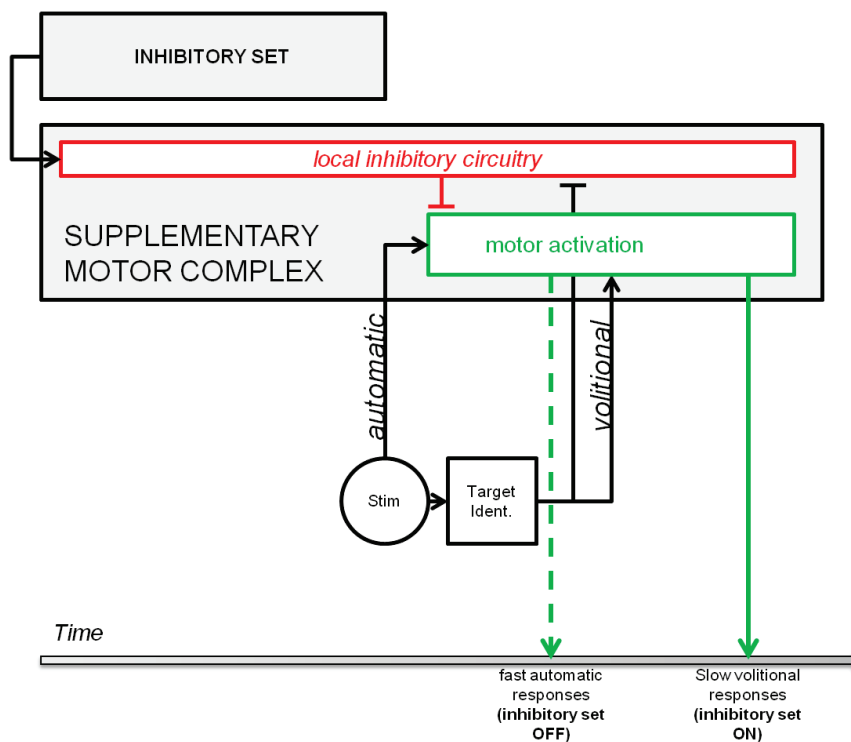 INHIBITORY SET
local inhibitory circuitry
SUPPLEMENTARY
MOTOR COMPLEX
motor activation
automatic
volitional
Stim
Target
Ident.
Time
fast automatic
responses
(inhibitory set
OFF)
Slow volitional
responses
(inhibitory set
ON)